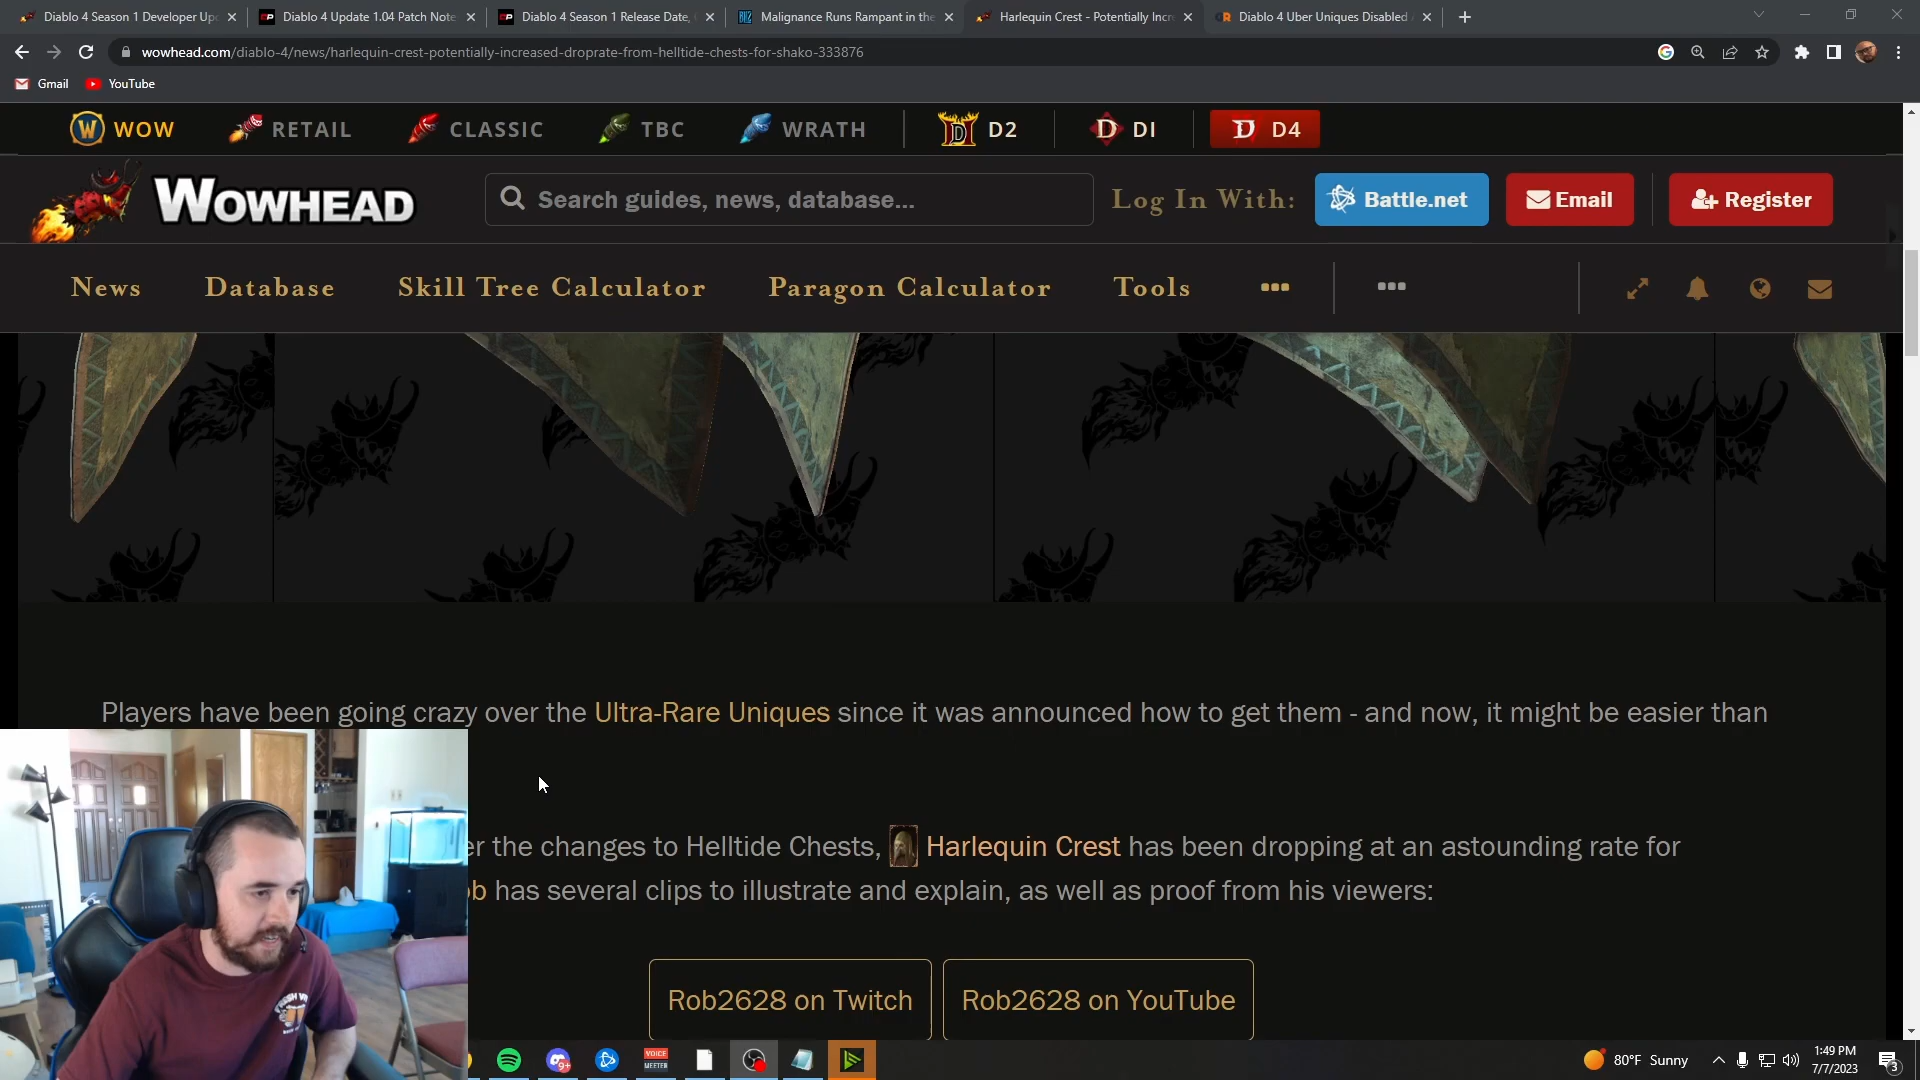 Diablo 4 Season 1 Developer Up
Diablo 4 Update 1.04 Patch Note
Diablo 4 Season 1 Release Date,
Malignance Runs Rampant in the
Harlequin Crest - Potentially Incr
Diablo 4 Uber Uniques Disabled
wowhead.com/diablo-4/news/harlequin-crest-potentially-increased-droprate-from-helltide-chests-for-shako-333876
Gmail YouTube
WOW RETAIL CLASSIC TBC WRATH D2 DI D4
WOWHEAD Search guides, news, database... Log In With: Battle.net Email Register
News Database Skill Tree Calculator Paragon Calculator Tools
Players have been going crazy over the Ultra-Rare Uniques since it was announced how to get them - and now, it might be easier than
er the changes to Helltide Chests, Harlequin Crest has been dropping at an astounding rate for
ob has several clips to illustrate and explain, as well as proof from his viewers:
Rob2628 on Twitch Rob2628 on YouTube
VOICE
MEETER
9+
80°F Sunny
1:49 PM
7/7/2023
3